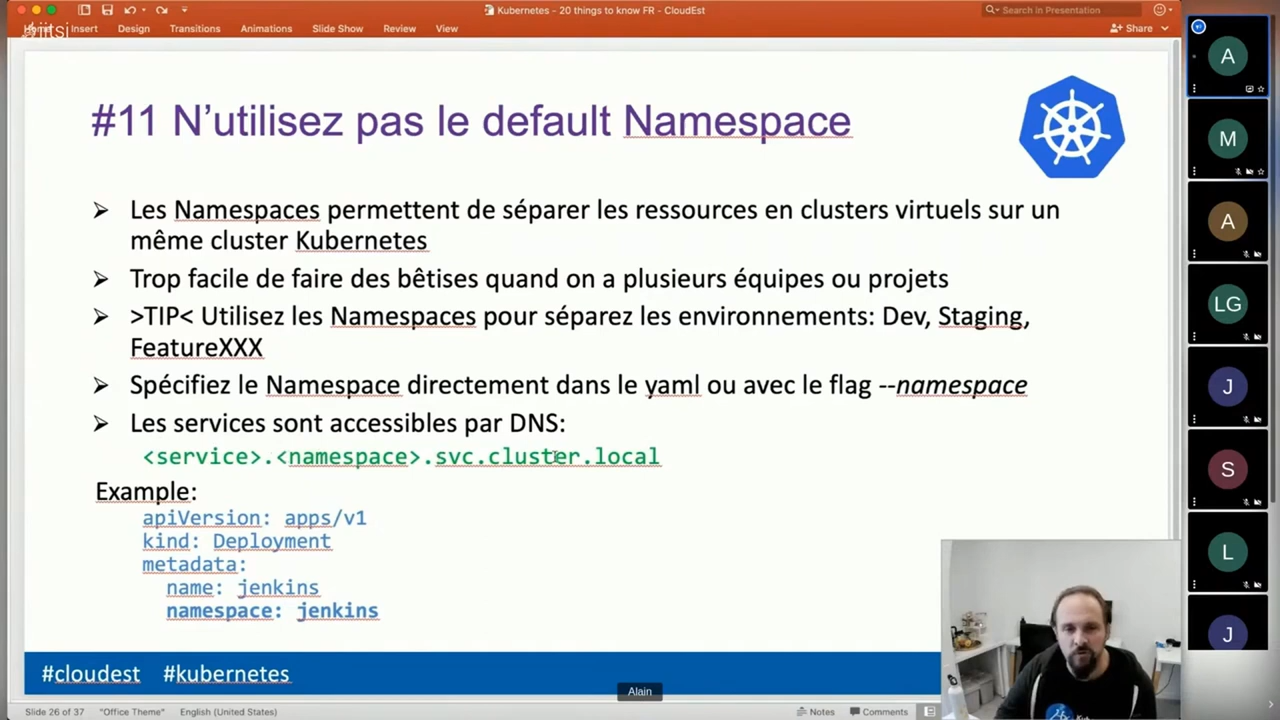 Kubernetes - 20 things to know FR - CloudEst
Search in Presentation
Insert Design Transitions Animations Slide Show Review View
Share
#11 N’utilisez pas le default Namespace
Les Namespaces permettent de séparer les ressources en clusters virtuels sur un
même cluster Kubernetes
Trop facile de faire des bêtises quand on a plusieurs équipes ou projets
>TIP< Utilisez les Namespaces pour séparez les environnements: Dev, Staging,
FeatureXXX
Spécifiez le Namespace directement dans le yaml ou avec le flag --namespace
Les services sont accessibles par DNS:
<service>.<namespace>.svc.cluster.local
Example:
apiVersion: apps/v1
kind: Deployment
metadata:
name: jenkins
namespace: jenkins
#cloudest #kubernetes
Alain
Slide 26 of 37 "Office Theme" English (United States)
Notes Comments
A
M
A
LG
J
S
L
J